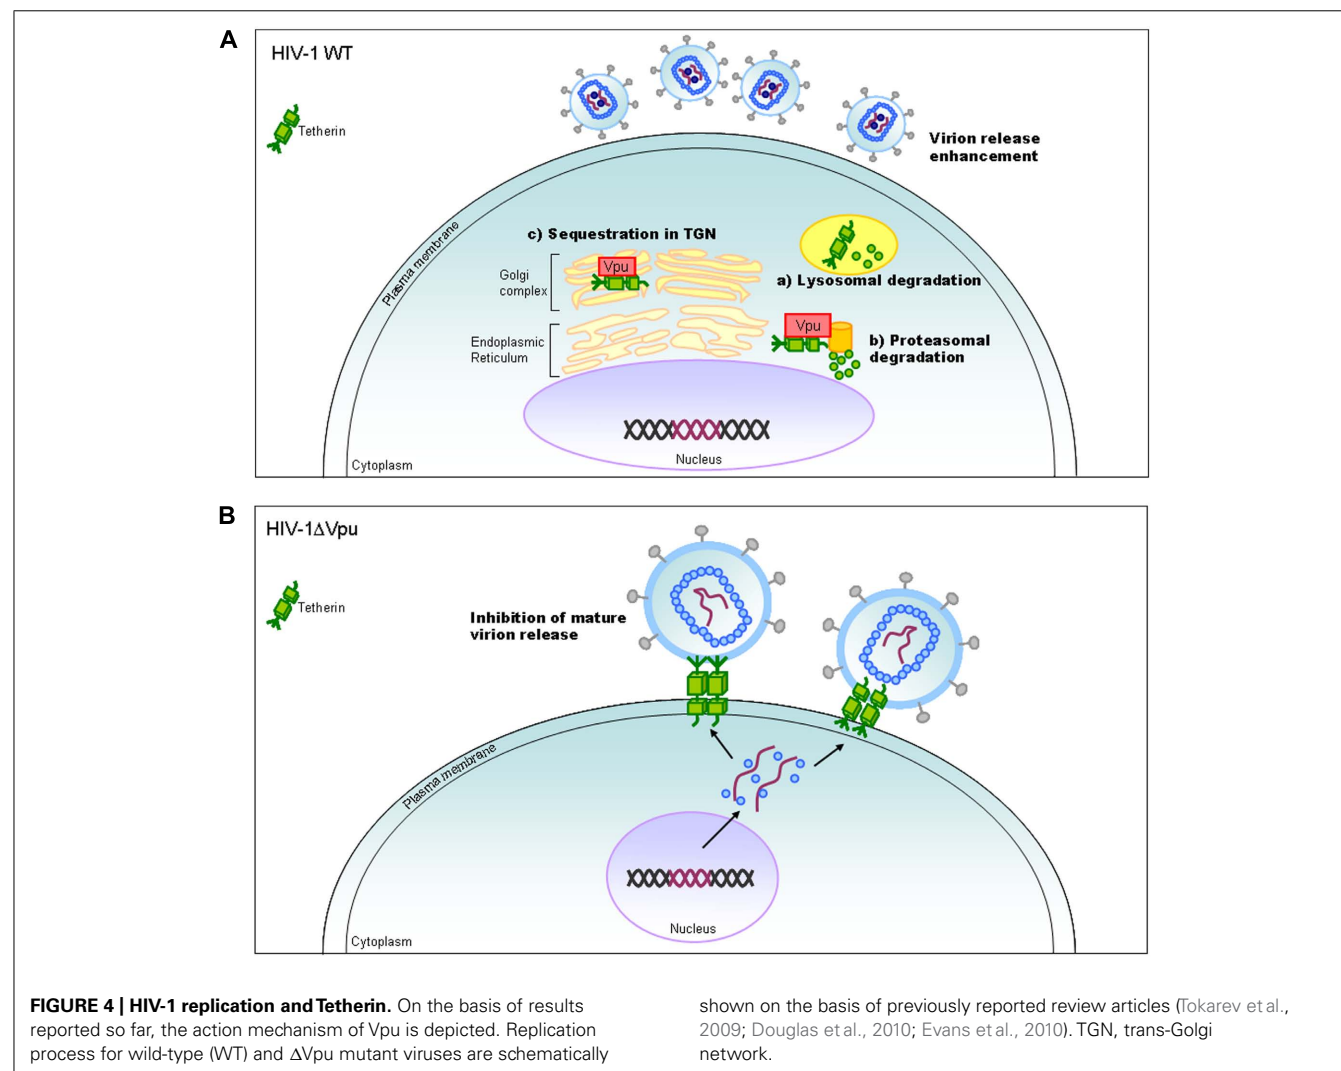 A
HIV-1 WT
Tetherin
Virion release
enhancement
Plasma membrane
c) Sequestration in TGN
Vpu
Golgi
complex
a) Lysosomal degradation
Endoplasmic
Reticulum
Vpu
b) Proteasomal
degradation
Nucleus
Cytoplasm
B
HIV-1ΔVpu
Tetherin
Inhibition of mature
virion release
Plasma membrane
Nucleus
Cytoplasm
FIGURE 4 | HIV-1 replication and Tetherin. On the basis of results
reported so far, the action mechanism of Vpu is depicted. Replication
process for wild-type (WT) and ΔVpu mutant viruses are schematically
shown on the basis of previously reported review articles (Tokarev et al.,
2009; Douglas et al., 2010; Evans et al., 2010). TGN, trans-Golgi
network.